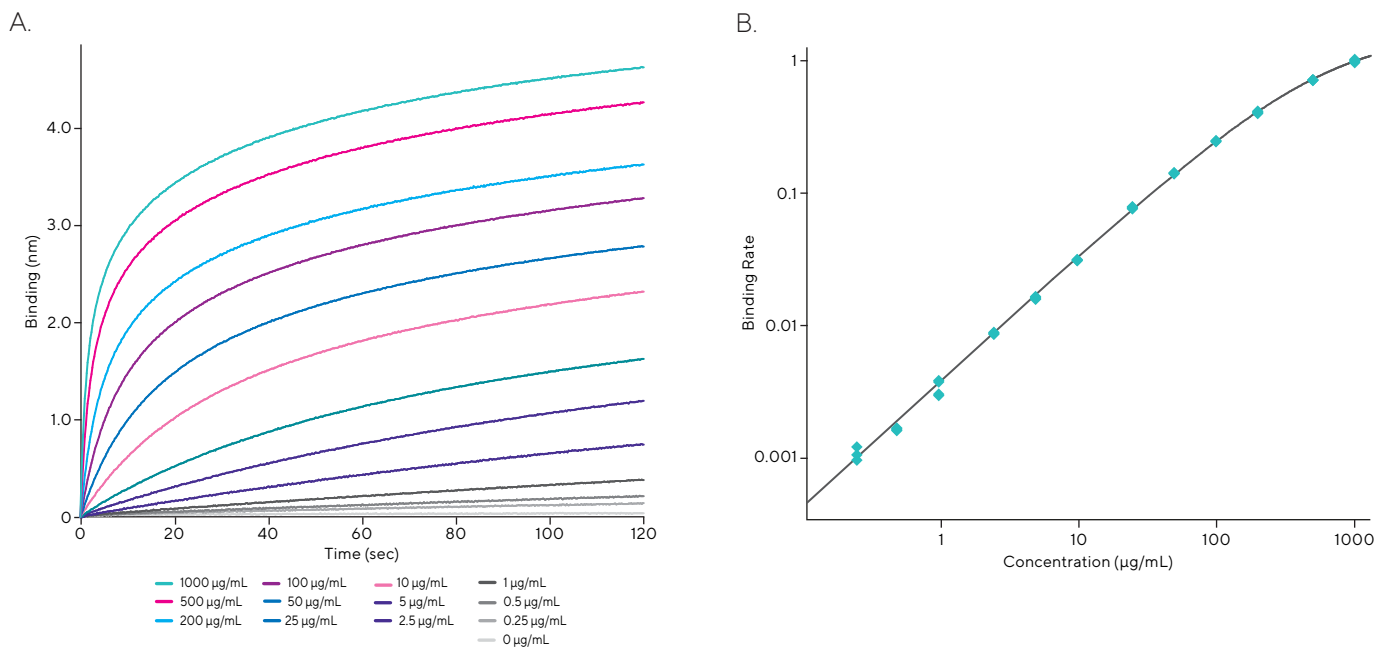 A.
Binding (nm)
4.0
3.0
2.0
1.0
0
0 20 40 60 80 100 120
Time (sec)
1000 µg/mL 100 µg/mL 10 µg/mL 1 µg/mL
500 µg/mL 50 µg/mL 5 µg/mL 0.5 µg/mL
200 µg/mL 25 µg/mL 2.5 µg/mL 0.25 µg/mL
0 µg/mL
B.
Binding Rate
1
0.1
0.01
0.001
1 10 100 1000
Concentration (µg/mL)